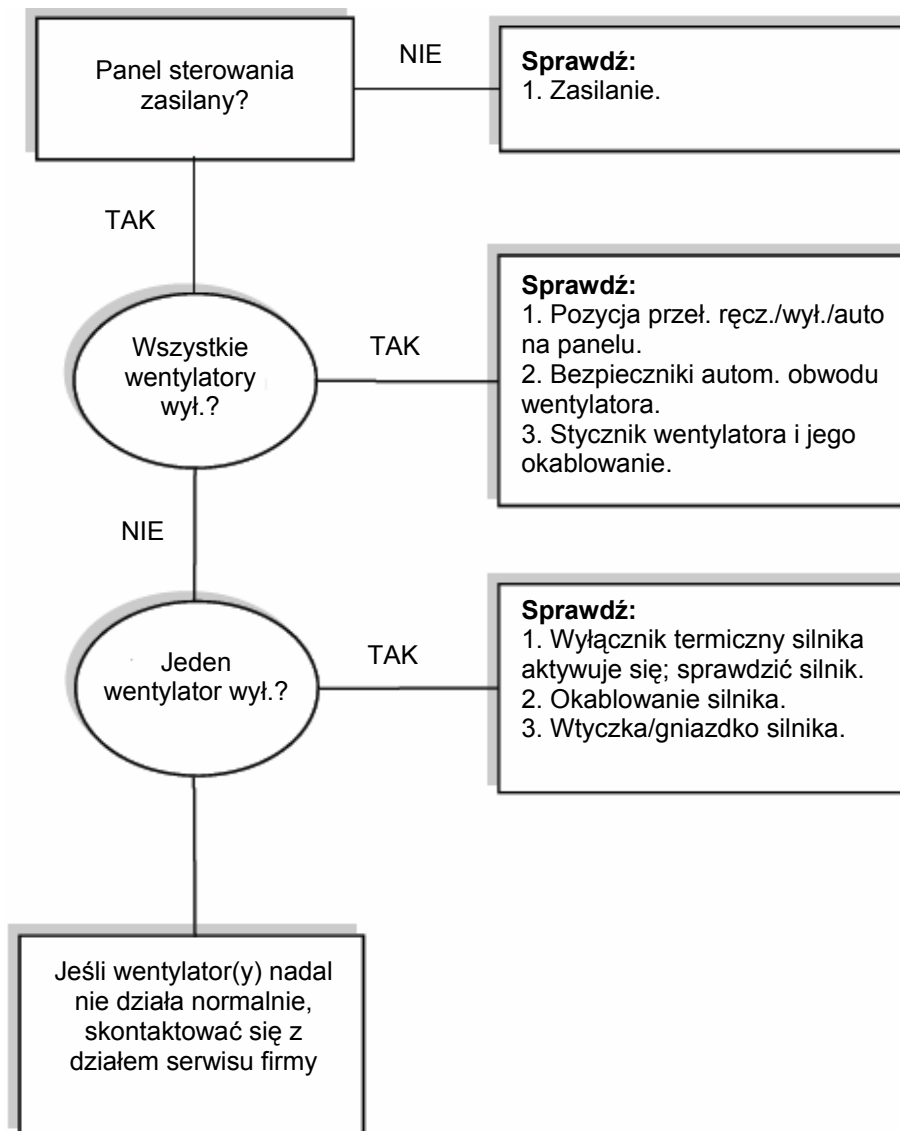 Panel sterowania
zasilany?
NIE
Sprawdź:
1. Zasilanie.
TAK
Wszystkie
wentylatory
wył.?
TAK
Sprawdź:
1. Pozycja przeł. ręcz./wył./auto
na panelu.
2. Bezpieczniki autom. obwodu
wentylatora.
3. Stycznik wentylatora i jego
okablowanie.
NIE
Jeden
wentylator wył.?
TAK
Sprawdź:
1. Wyłącznik termiczny silnika
aktywuje się; sprawdzić silnik.
2. Okablowanie silnika.
3. Wtyczka/gniazdko silnika.
Jeśli wentylator(y) nadal
nie działa normalnie,
skontaktować się z
działem serwisu firmy